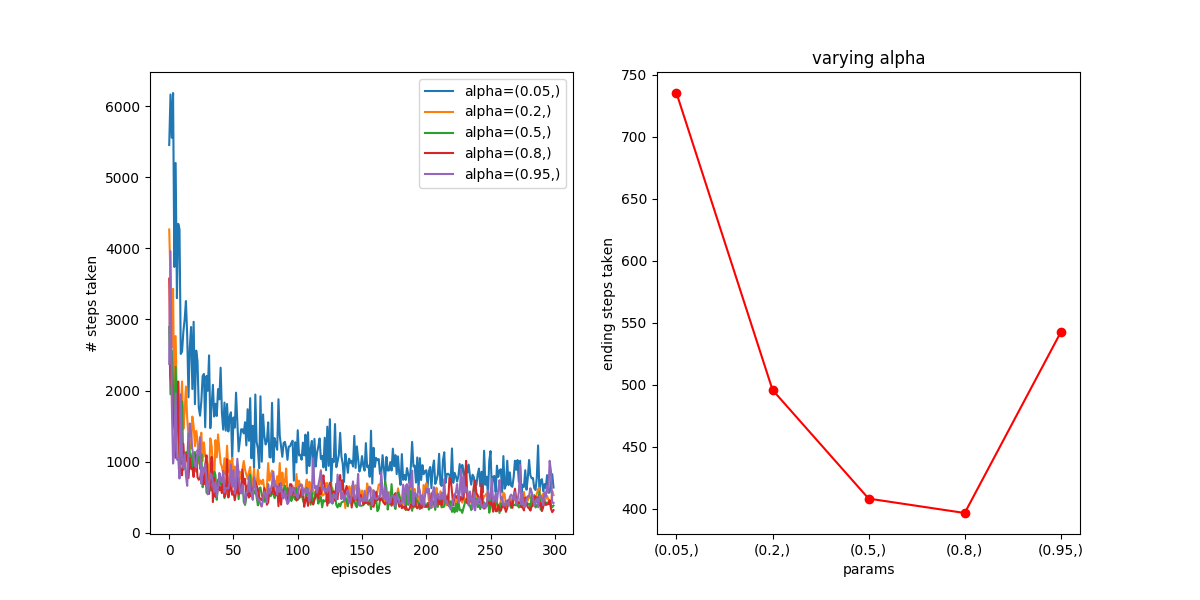 varying alpha
6000
5000
4000
3000
2000
1000
0
# steps taken
0
50
100
150
200
250
300
episodes
alpha=(0.05,)
alpha=(0.2,)
alpha=(0.5,)
alpha=(0.8,)
alpha=(0.95,)
750
700
650
600
550
500
450
400
ending steps taken
(0.05,)
(0.2,)
(0.5,)
(0.8,)
(0.95,)
params